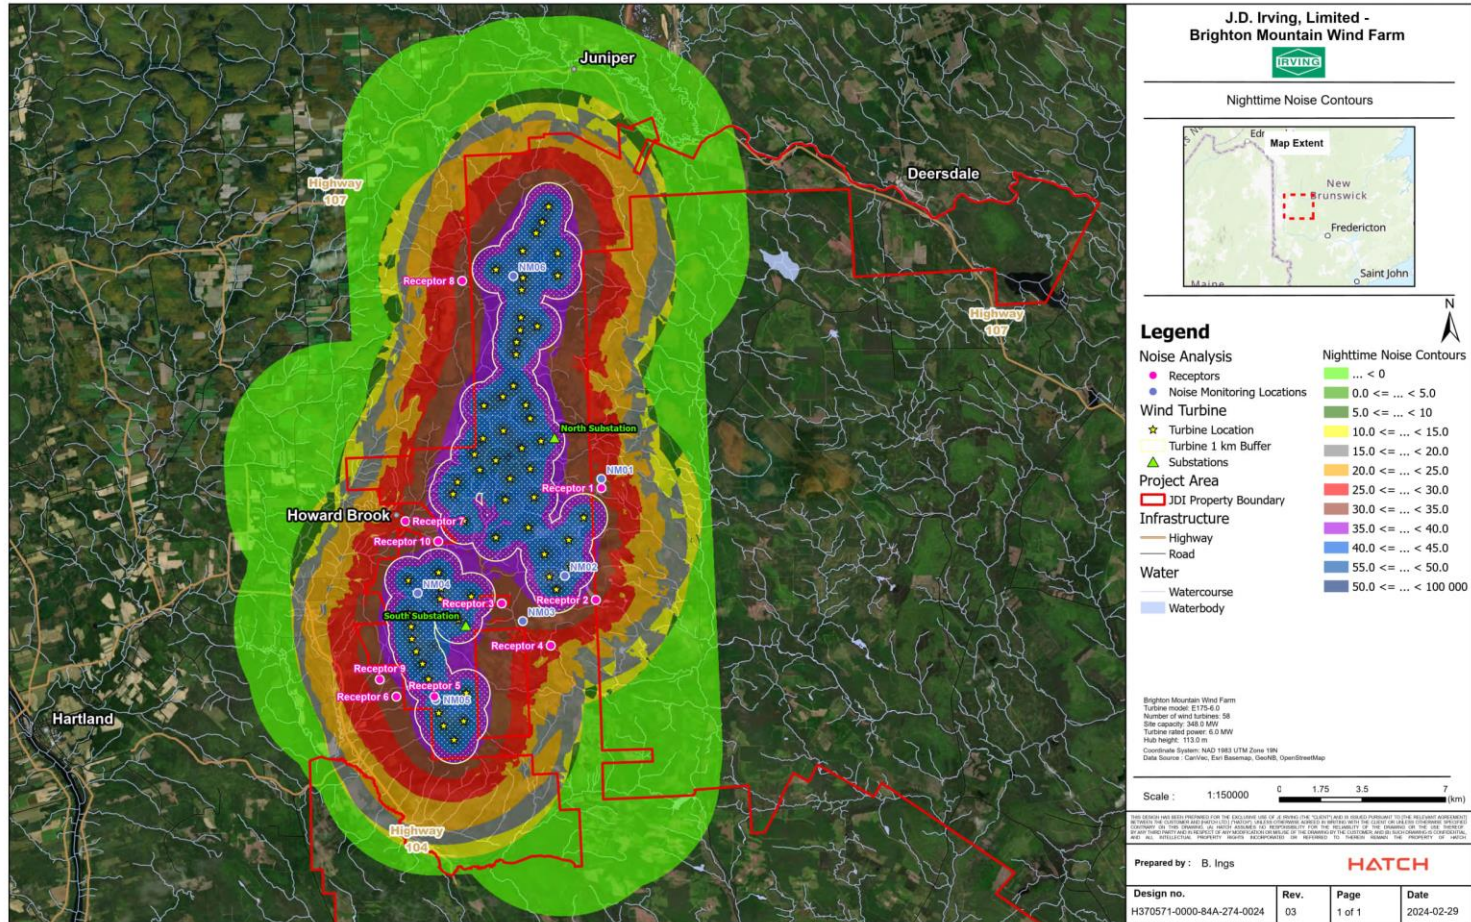 Juniper
Deersdale
Highway
107
Receptor 8
NM06
Highway
107
North Substation
NM01
Receptor 1
Howard Brook
Receptor 7
Receptor 10
NM02
NM04
Receptor 3
Receptor 2
NM03
South Substation
Receptor 4
Receptor 9
Receptor 6
Receptor 5
NM05
Hartland
Highway
104
J.D. Irving, Limited -
Brighton Mountain Wind Farm
IRVING
Nighttime Noise Contours
Map Extent
New
Brunswick
Fredericton
Saint John
Maine
N
Legend
Noise Analysis
Receptors
Noise Monitoring Locations
Wind Turbine
Turbine Location
Turbine 1 km Buffer
Substations
Project Area
JDI Property Boundary
Infrastructure
Highway
Road
Water
Watercourse
Waterbody
Nighttime Noise Contours
... < 0
0.0 <= ... < 5.0
5.0 <= ... < 10
10.0 <= ... < 15.0
15.0 <= ... < 20.0
20.0 <= ... < 25.0
25.0 <= ... < 30.0
30.0 <= ... < 35.0
35.0 <= ... < 40.0
40.0 <= ... < 45.0
55.0 <= ... < 50.0
50.0 <= ... < 100 000
Brighton Mountain Wind Farm
Turbine model: E175-6.0
Number of wind turbines: 58
Site capacity: 348.0 MW
Turbine rated power: 6.0 MW
Hub height: 113.0 m
Coordinate System: NAD 1983 UTM Zone 19N
Data Source : CanVec, Esri Basemap, GeoNB, OpenStreetMap
Scale : 1:150000
0 1.75 3.5 7
(km)
Prepared by : B. Ings
HATCH
Design no. Rev. Page Date
H370571-0000-84A-274-0024 03 1 of 1 2024-02-29